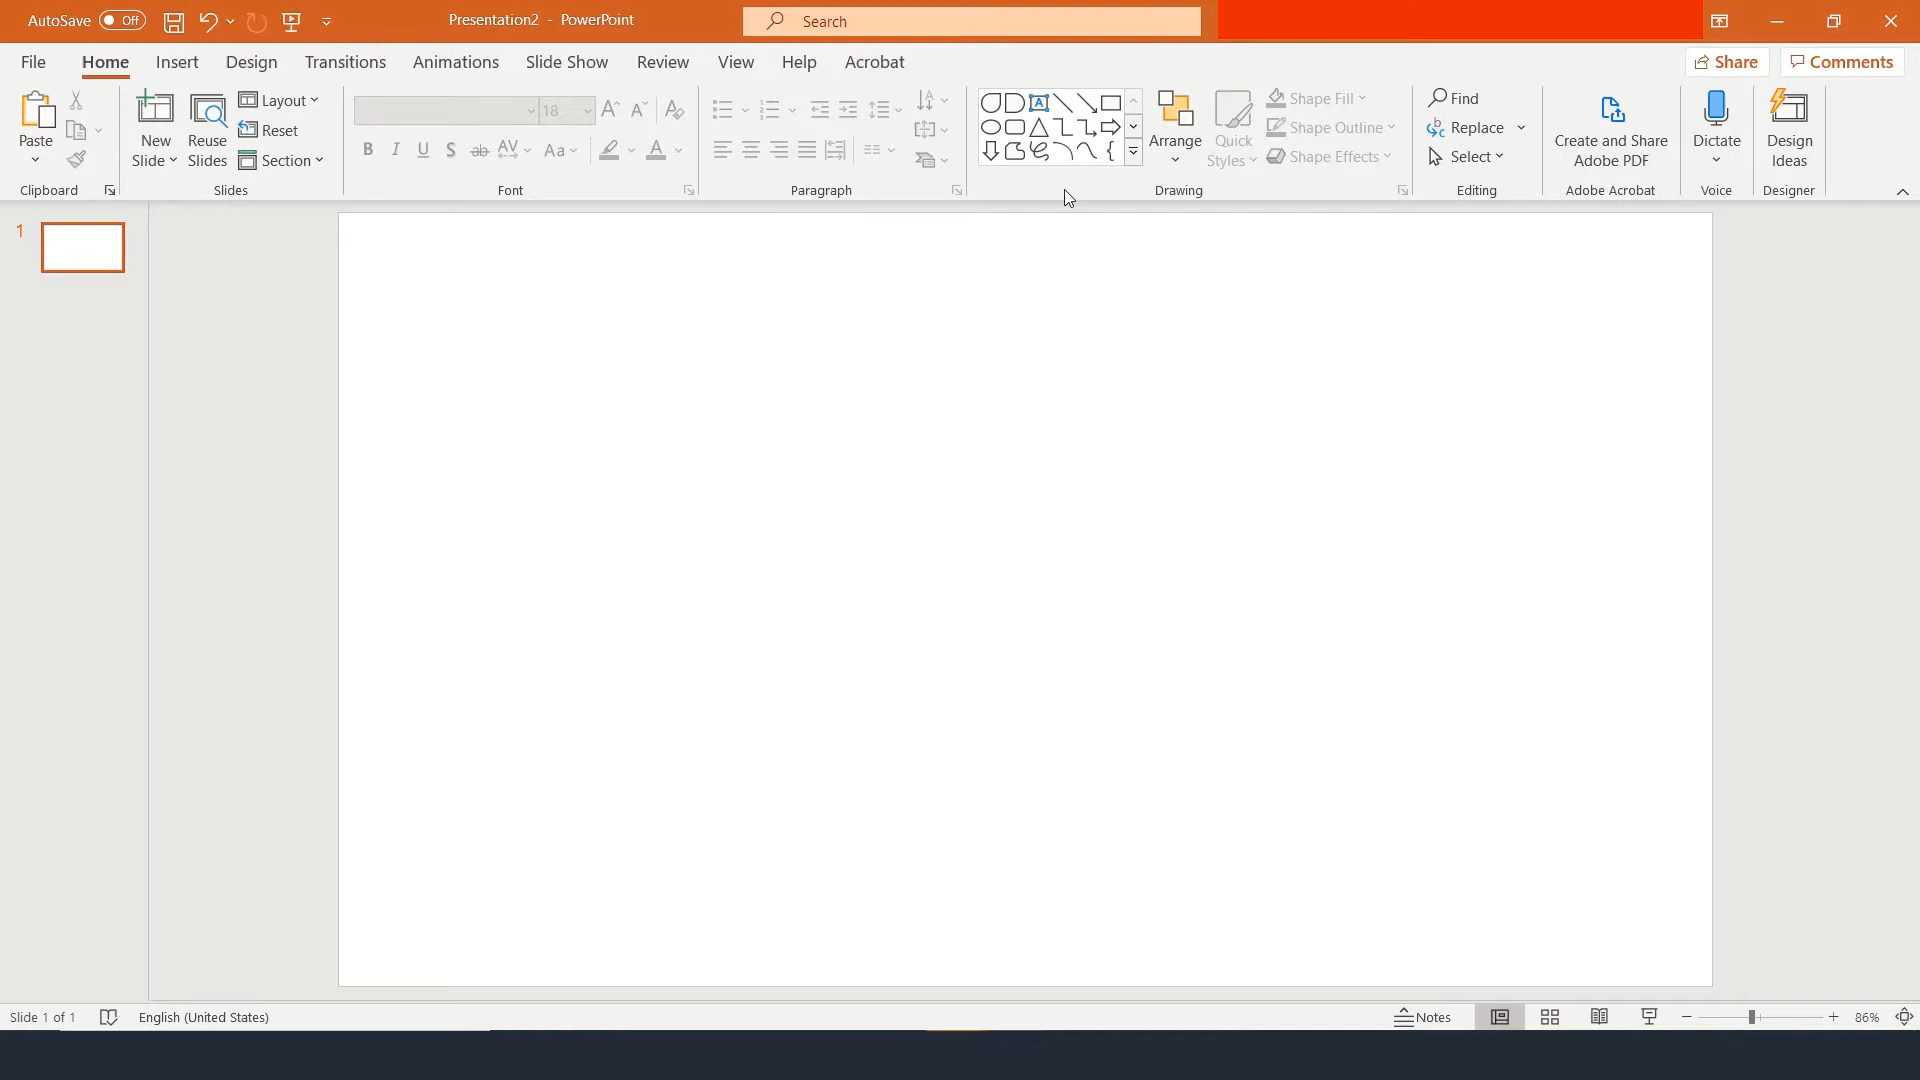 AutoSave Off Presentation2 - PowerPoint Search
File Home Insert Design Transitions Animations Slide Show Review View Help Acrobat Share Comments
Paste
Clipboard
New
Slide
Reuse
Slides
Layout
Reset
Section
Slides
18
B I U S ab AV Aa A
Font
Paragraph
A
Arrange
Quick
Styles
Shape Fill
Shape Outline
Shape Effects
Drawing
Find
Replace
Select
Editing
Create and Share
Adobe PDF
Adobe Acrobat
Dictate
Voice
Design
Ideas
Designer
1
Slide 1 of 1 English (United States) Notes 86%